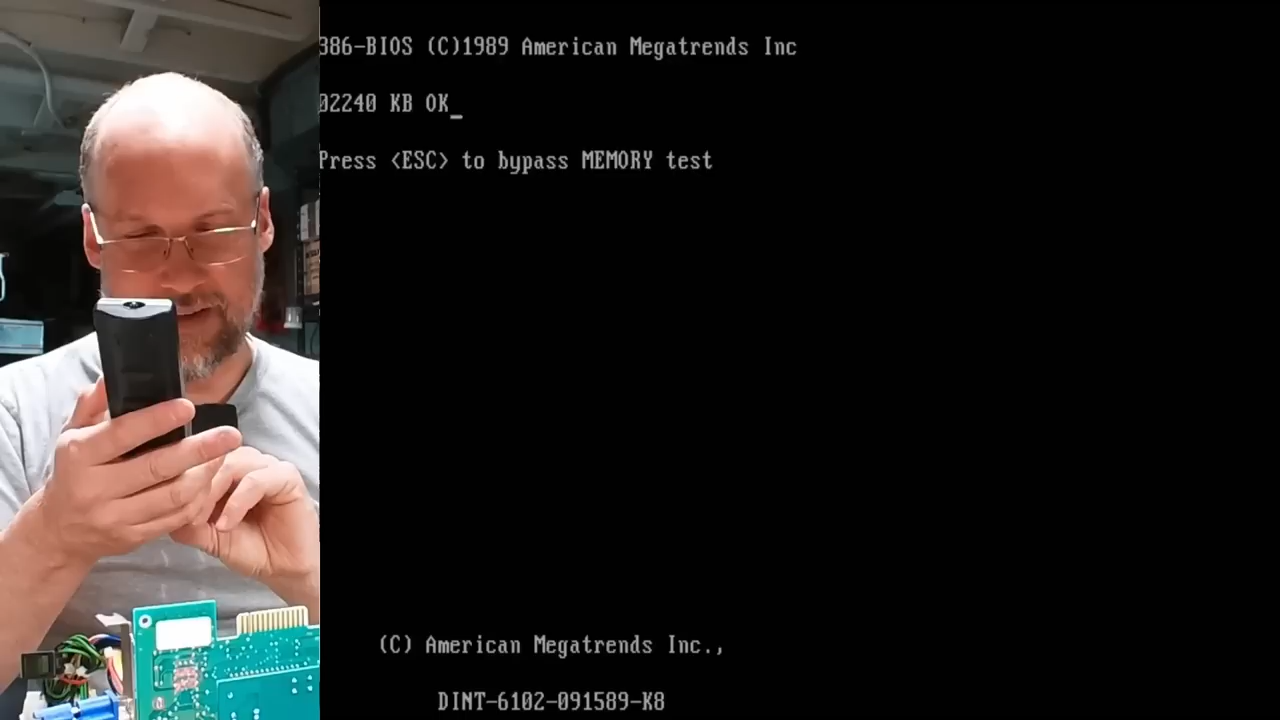 386-BIOS (C)1989 American Megatrends Inc
02240 KB OK_
Press <ESC> to bypass MEMORY test
(C) American Megatrends Inc.,
DINT-6102-091589-K8